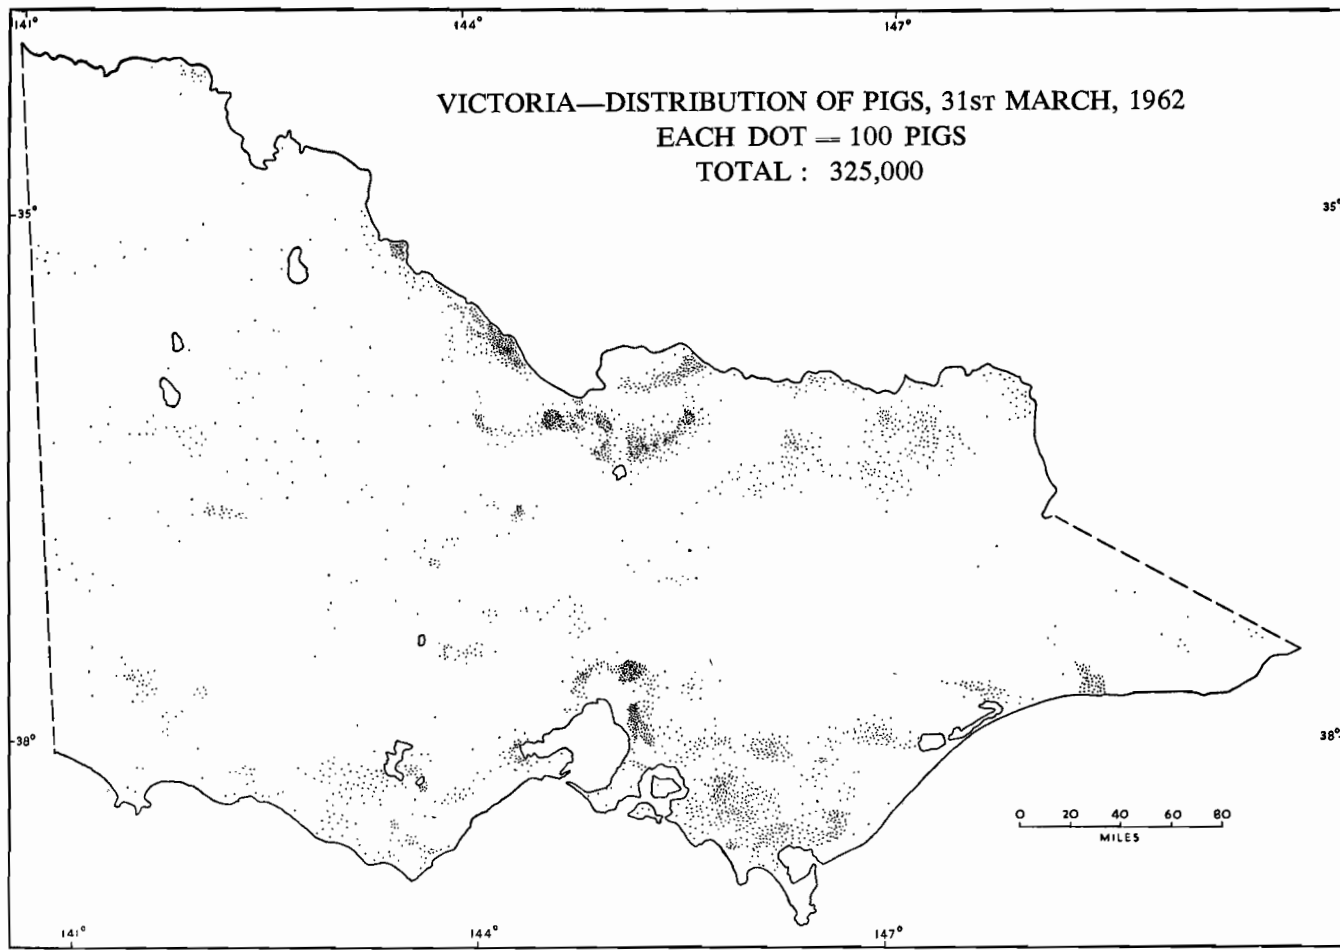 141° 144° 147°
VICTORIA—DISTRIBUTION OF PIGS, 31ST MARCH, 1962
EACH DOT = 100 PIGS
TOTAL : 325,000
35° 35°
38° 38°
0 20 40 60 80
MILES
141° 144° 147°